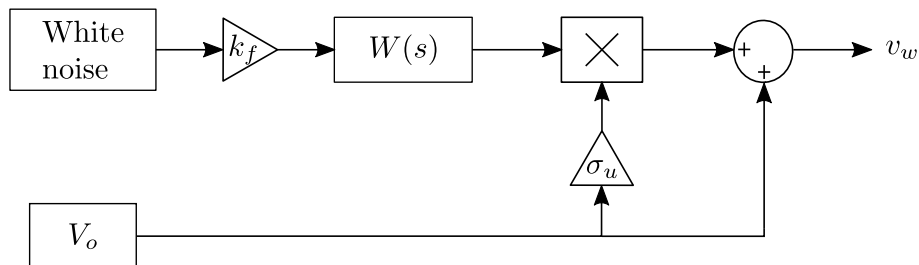 White
noise
k_f
W(s)
×
+
+
v_w
σ_u
V_o